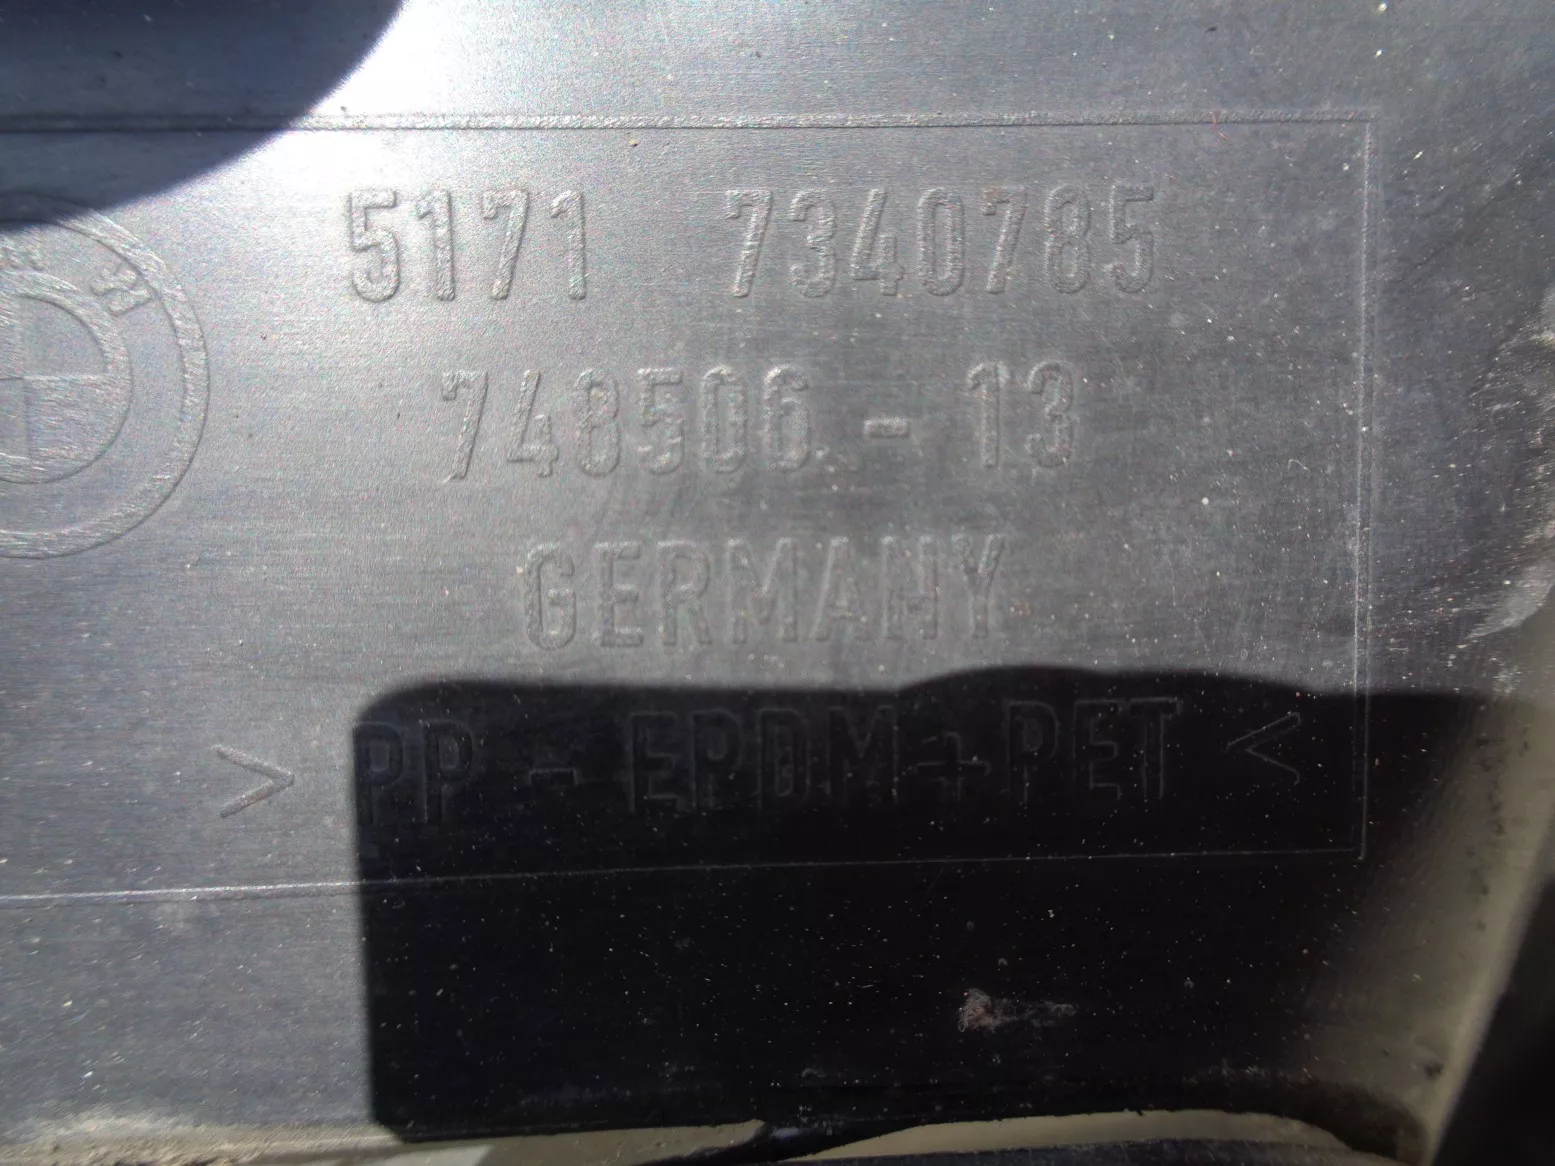 5171 7340785
748506 - 13
GERMANY
>PP - EPDM+PET<